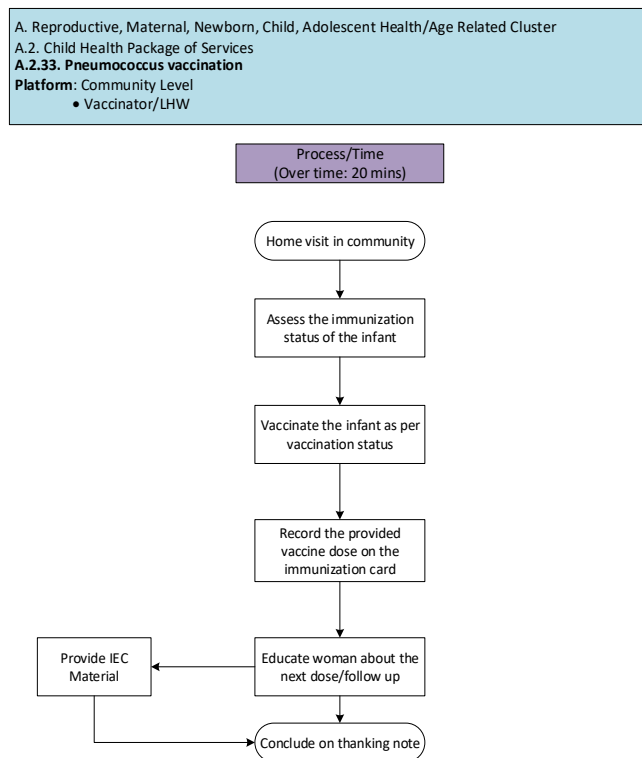 A. Reproductive, Maternal, Newborn, Child, Adolescent Health/Age Related Cluster
A.2. Child Health Package of Services
A.2.33. Pneumococcus vaccination
Platform: Community Level
• Vaccinator/LHW
Process/Time
(Over time: 20 mins)
Home visit in community
Assess the immunization
status of the infant
Vaccinate the infant as per
vaccination status
Record the provided
vaccine dose on the
immunization card
Provide IEC
Material
Educate woman about the
next dose/follow up
Conclude on thanking note